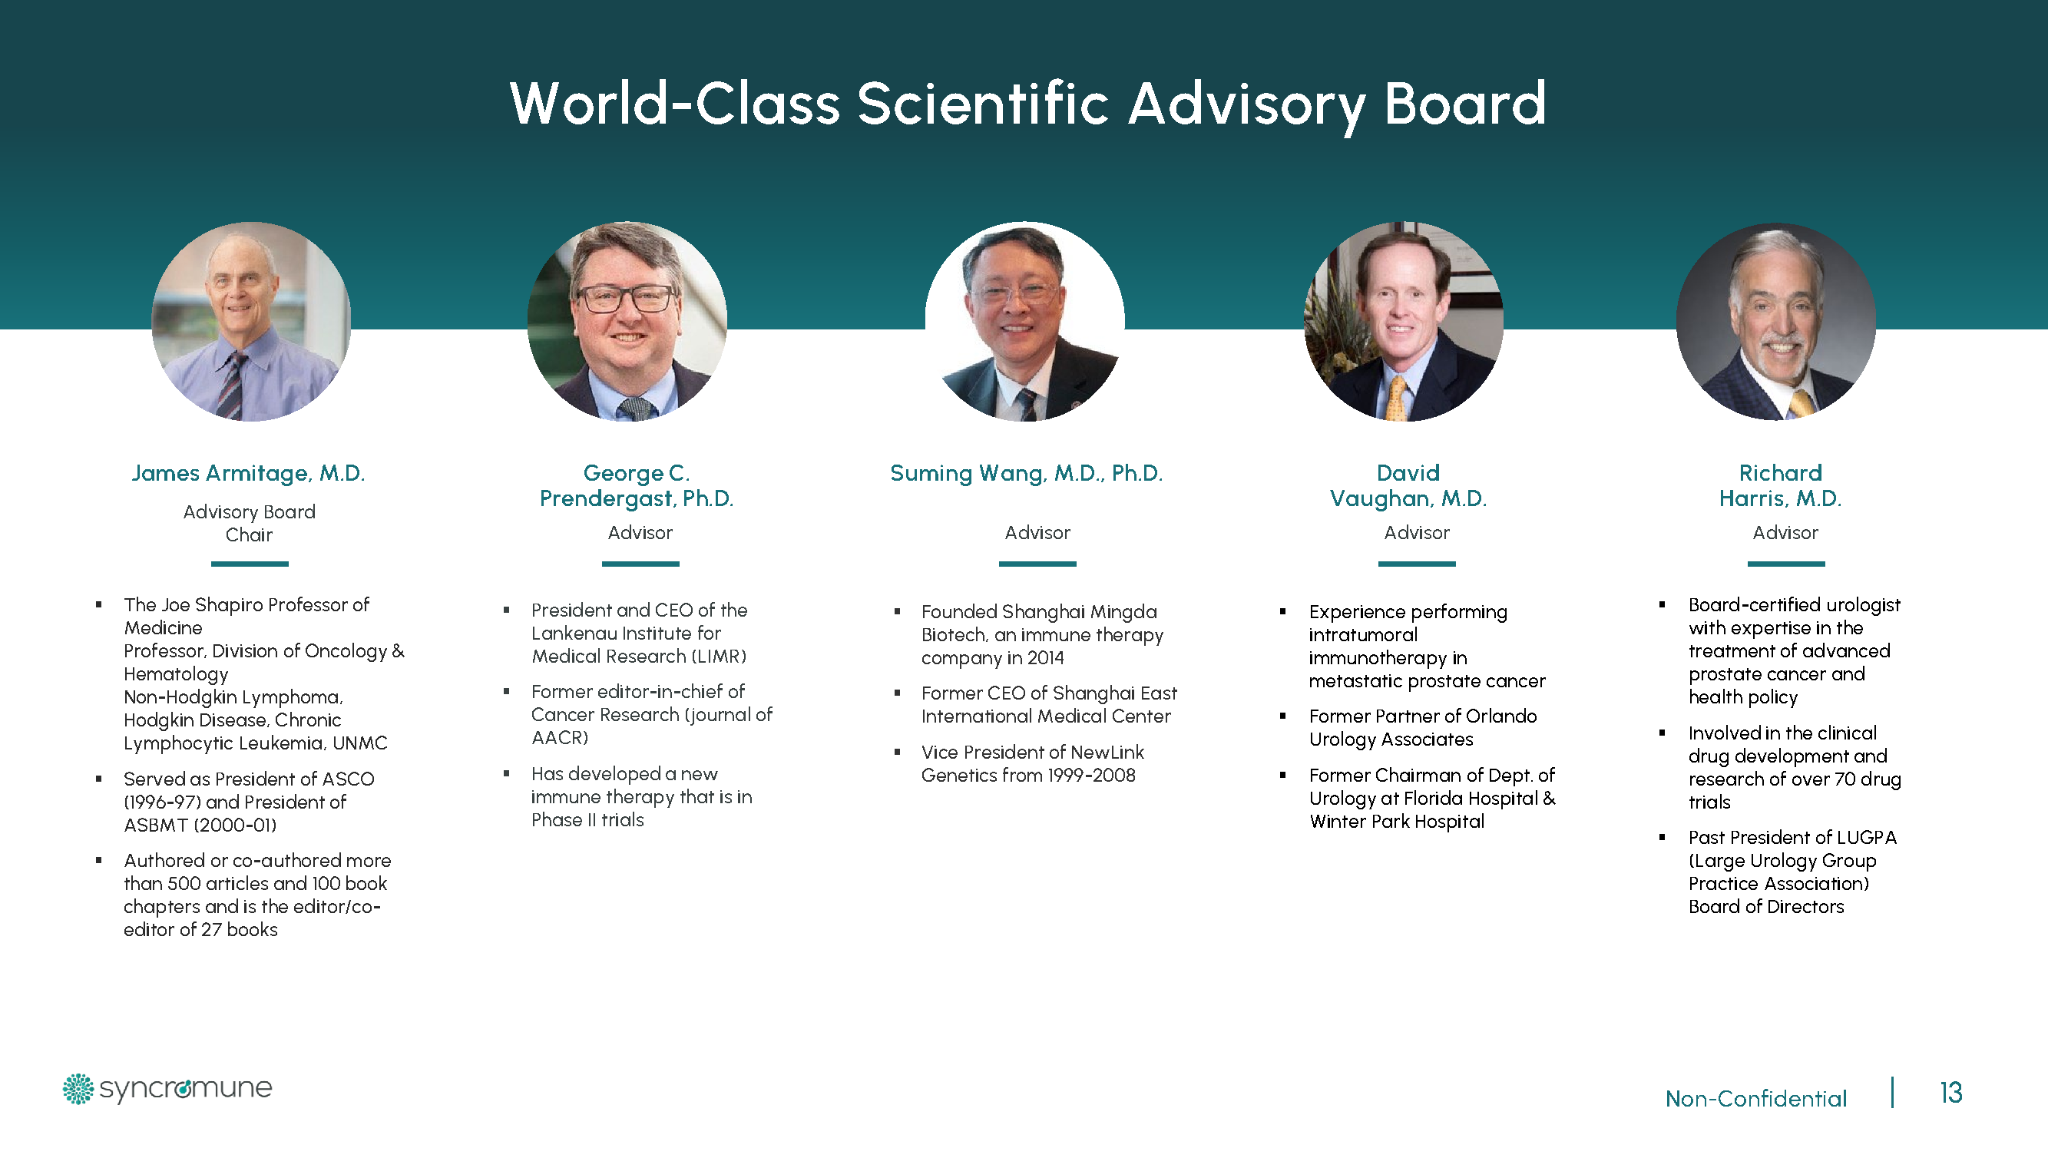 World-Class Scientific Advisory Board
James Armitage, M.D.
Advisory Board
Chair
▪ The Joe Shapiro Professor of
Medicine
Professor, Division of Oncology &
Hematology
Non-Hodgkin Lymphoma,
Hodgkin Disease, Chronic
Lymphocytic Leukemia, UNMC
▪ Served as President of ASCO
(1996-97) and President of
ASBMT (2000-01)
▪ Authored or co-authored more
than 500 articles and 100 book
chapters and is the editor/co-
editor of 27 books
George C.
Prendergast, Ph.D.
Advisor
▪ President and CEO of the
Lankenau Institute for
Medical Research (LIMR)
▪ Former editor-in-chief of
Cancer Research (journal of
AACR)
▪ Has developed a new
immune therapy that is in
Phase II trials
Suming Wang, M.D., Ph.D.
Advisor
▪ Founded Shanghai Mingda
Biotech, an immune therapy
company in 2014
▪ Former CEO of Shanghai East
International Medical Center
▪ Vice President of NewLink
Genetics from 1999-2008
David
Vaughan, M.D.
Advisor
▪ Experience performing
intratumoral
immunotherapy in
metastatic prostate cancer
▪ Former Partner of Orlando
Urology Associates
▪ Former Chairman of Dept. of
Urology at Florida Hospital &
Winter Park Hospital
Richard
Harris, M.D.
Advisor
▪ Board-certified urologist
with expertise in the
treatment of advanced
prostate cancer and
health policy
▪ Involved in the clinical
drug development and
research of over 70 drug
trials
▪ Past President of LUGPA
(Large Urology Group
Practice Association)
Board of Directors
syncromune
Non-Confidential | 13